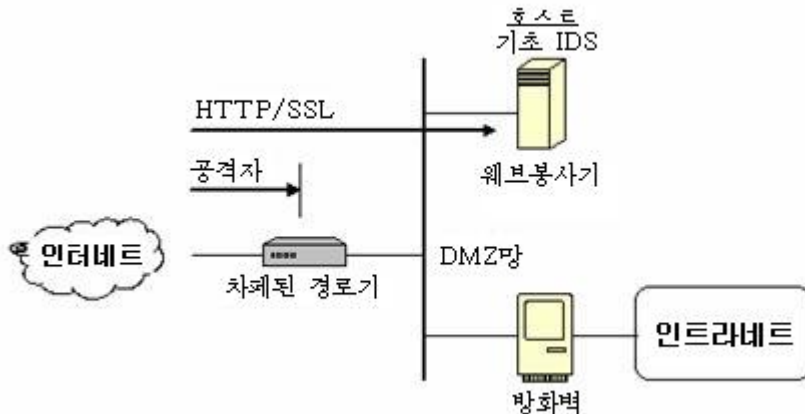 호스트
기초 IDS
HTTP/SSL
공격자
웨브봉사기
인터네트
DMZ망
차폐된 경로기
인트라네트
방화벽